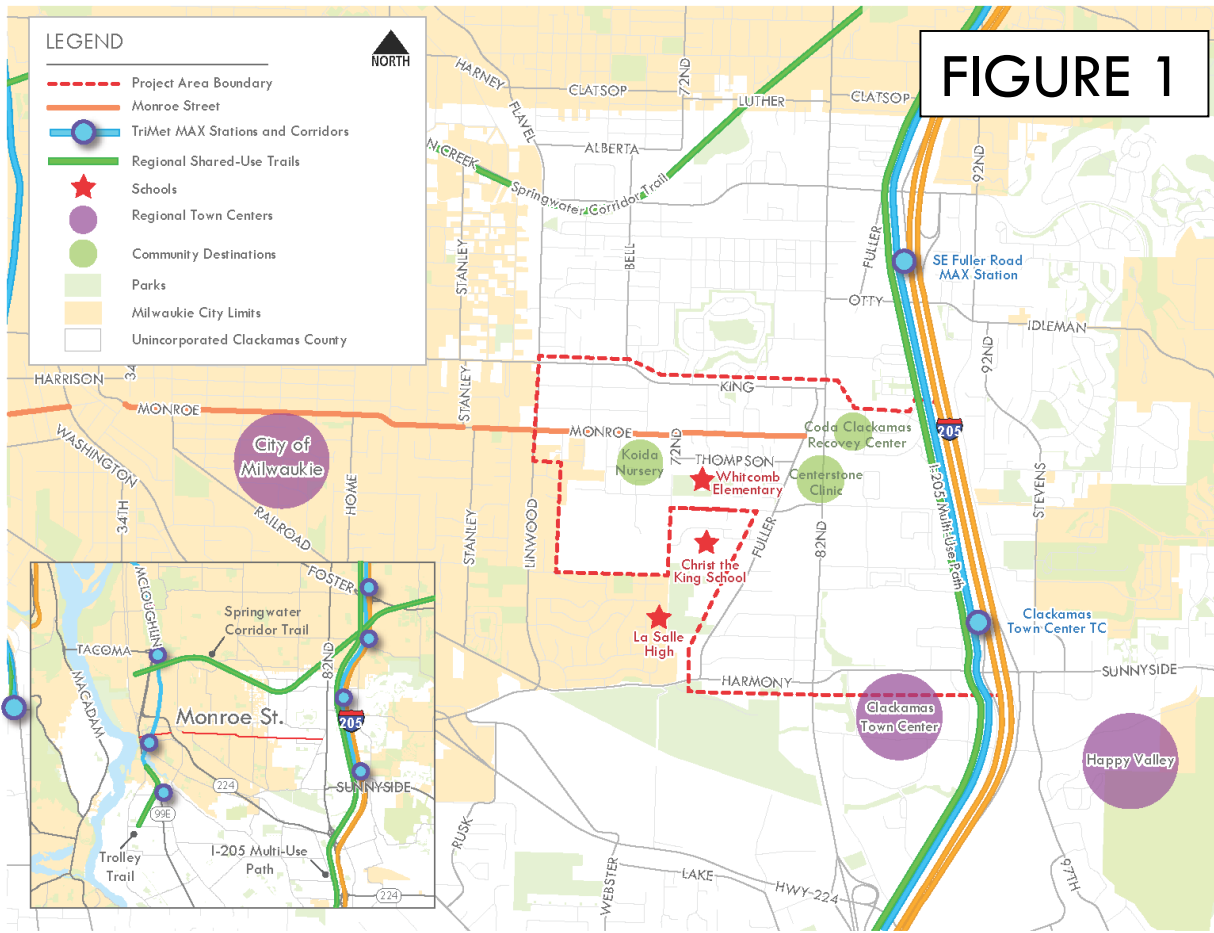 LEGEND
NORTH
Project Area Boundary
Monroe Street
TriMet MAX Stations and Corridors
Regional Shared-Use Trails
Schools
Regional Town Centers
Community Destinations
Parks
Milwaukie City Limits
Unincorporated Clackamas County
FIGURE 1
HARNEY
FLAVEL
CLATSOP
72ND
LUTHER
CLATSOP
92ND
ALBERTA
N CREEK
Springwater Corridor Trail
STANLEY
BELL
FULLER
SE Fuller Road
MAX Station
OTTY
IDLEMAN
92ND
HARRISON
34
STANLEY
KING
MONROE
MONROE
72ND
Coda Clackamas
Recovey Center
205
WASHINGTON
City of
Milwaukie
Koida
Nursery
THOMPSON
Whitcomb
Elementary
Centerstone
Clinic
34TH
HOME
RAILROAD
STANLEY
LINWOOD
FULLER
82ND
I-205 Multi-Use Path
STEVENS
Christ the
King School
La Salle
High
Clackamas
Town Center TC
HARMONY
SUNNYSIDE
Clackamas
Town Center
Happy Valley
RUSK
WEBSTER
LAKE
HWY-224
97TH
FOSTER
MCLOUGHLIN
Springwater
Corridor Trail
TACOMA
82ND
MACADAM
Monroe St.
205
224
SUNNYSIDE
99E
Trolley
Trail
I-205 Multi-Use
Path
224